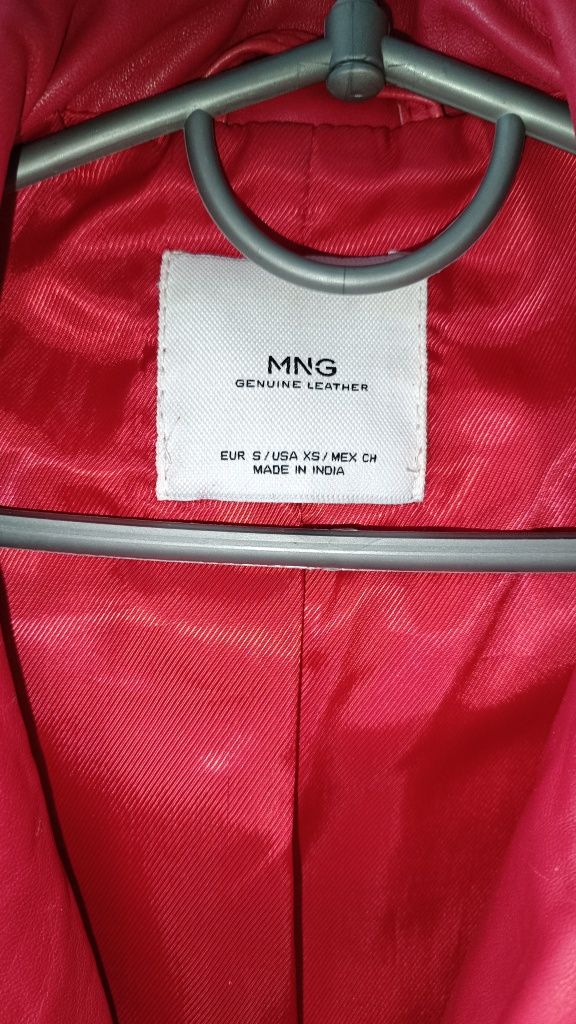 MNG
GENUINE LEATHER
EUR S/USA XS/MEX CH
MADE IN INDIA